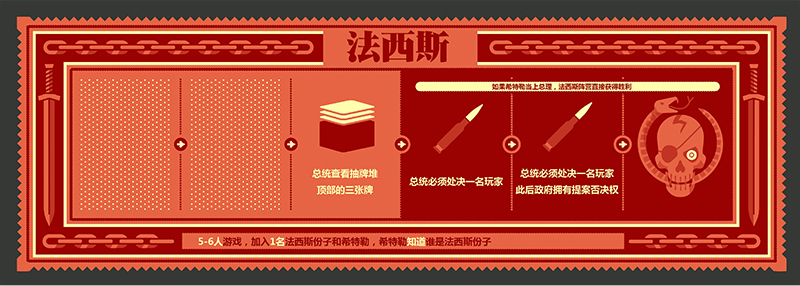 法西斯
如果希特勒当上总理，法西斯阵营直接获得胜利
总统查看抽牌堆
顶部的三张牌
总统必须处决一名玩家
总统必须处决一名玩家
此后政府拥有提案否决权
5-6人游戏，加入1名法西斯份子和希特勒，希特勒知道谁是法西斯份子